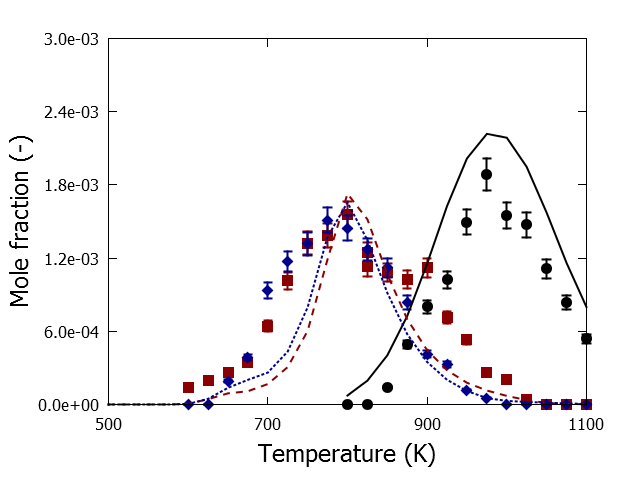 3.0e-03
2.4e-03
1.8e-03
1.2e-03
6.0e-04
0.0e+00
Mole fraction (-)
500
700
900
1100
Temperature (K)